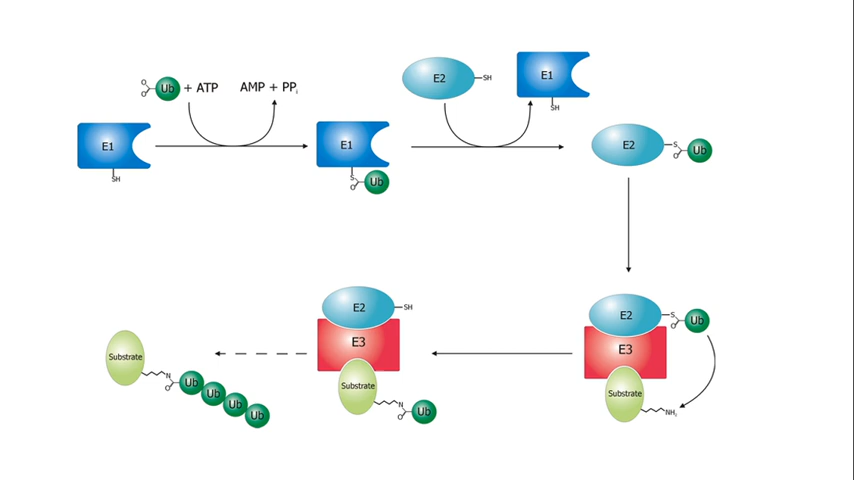 O
O
Ub + ATP
AMP + PPi
E1
SH
E1
S
O
Ub
E2
SH
E1
SH
E2
S
O
Ub
E2
S
O
Ub
E3
Substrate
NH2
E2
SH
E3
Substrate
N
O
Ub
Substrate
N
O
Ub
Ub
Ub
Ub